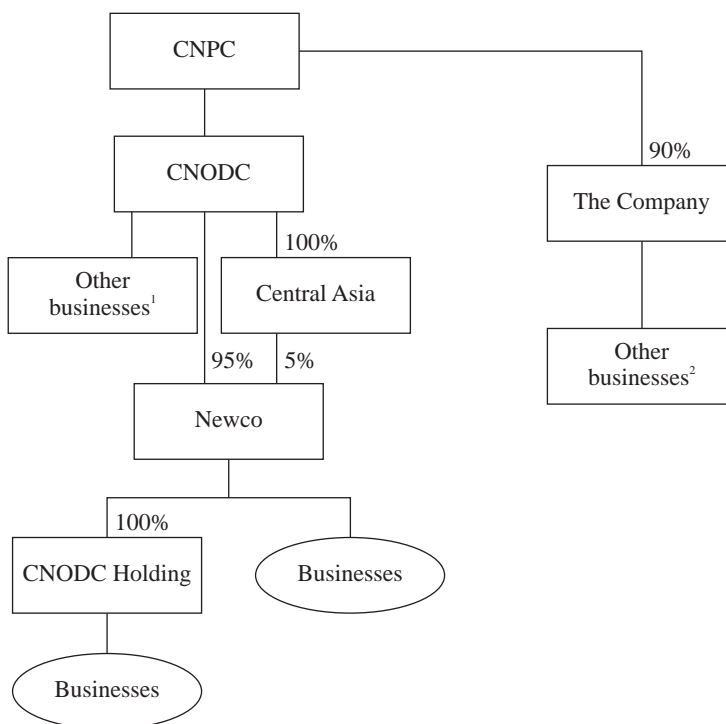 CNPC
CNODC
90%
The Company
100%
Other
businesses¹
Central Asia
95%
5%
Other
businesses²
Newco
100%
CNODC Holding
Businesses
Businesses